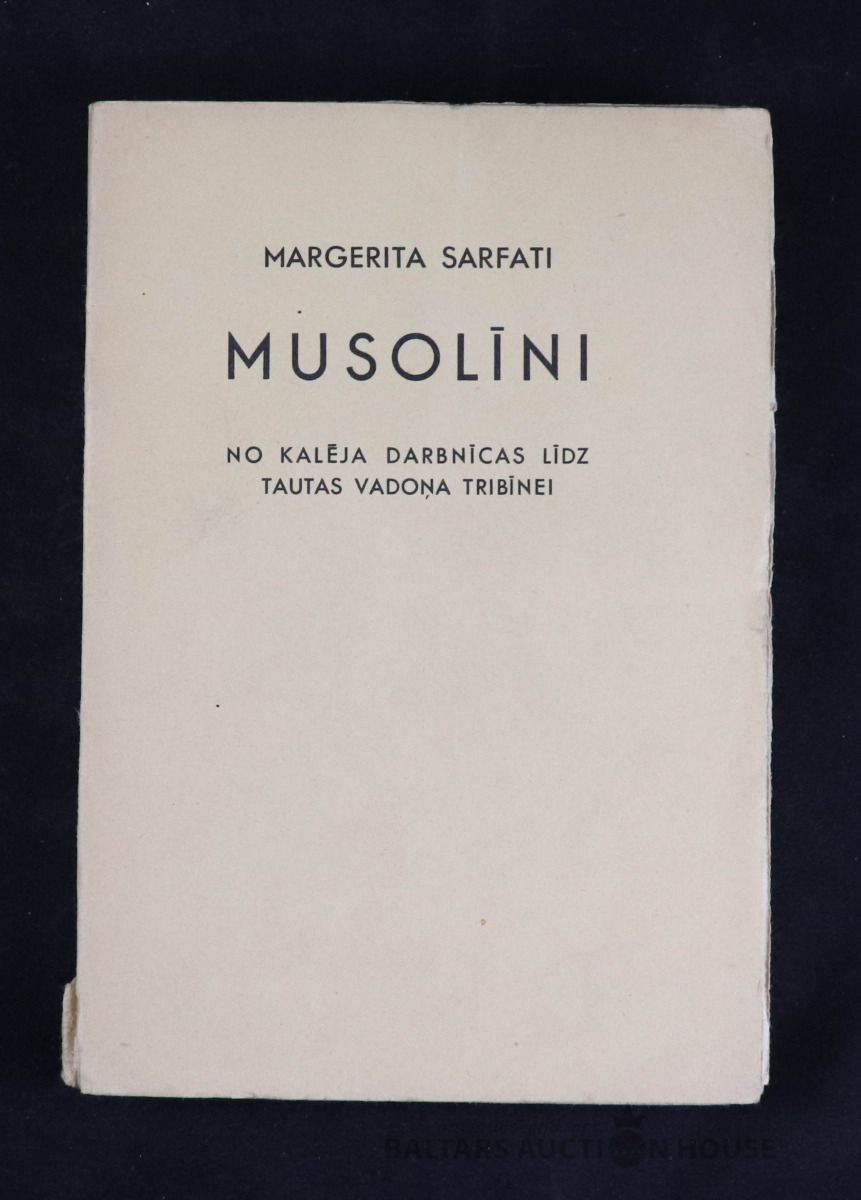 MARGERITA SARFATI
MUSOLĪNI
NO KALĒJA DARBNĪCAS LĪDZ
TAUTAS VADOŅA TRIBĪNEI
BALTARS AUCTION HOUSE